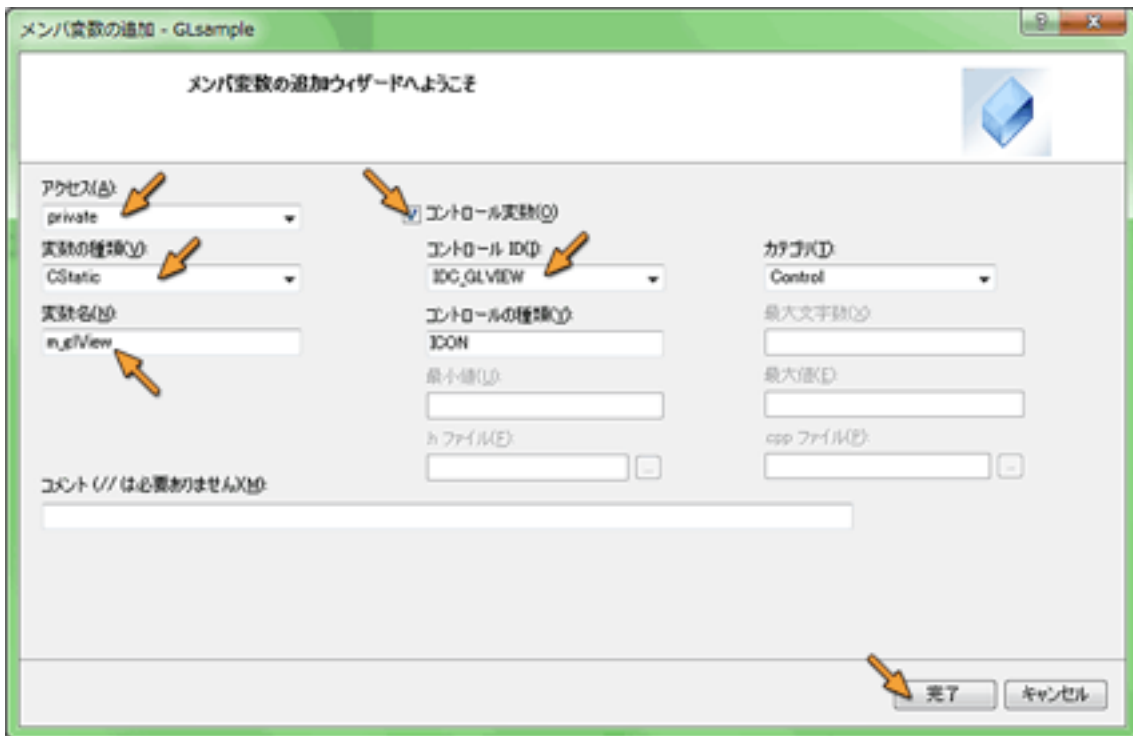 メンバ変数の追加 - GLsample
メンバ変数の追加ウィザードへようこそ
アクセス(A):
private
コントロール変数(O)
変数の種類(V):
CStatic
コントロール ID(I):
IDC_GLVIEW
カテゴリ(T):
Control
変数名(N):
m_glView
コントロールの種類(Y):
ICON
最大文字数(X):
最小値(U):
最大値(E):
h ファイル(F):
...
cpp ファイル(P):
...
コメント (// は必要ありません)(M):
完了
キャンセル